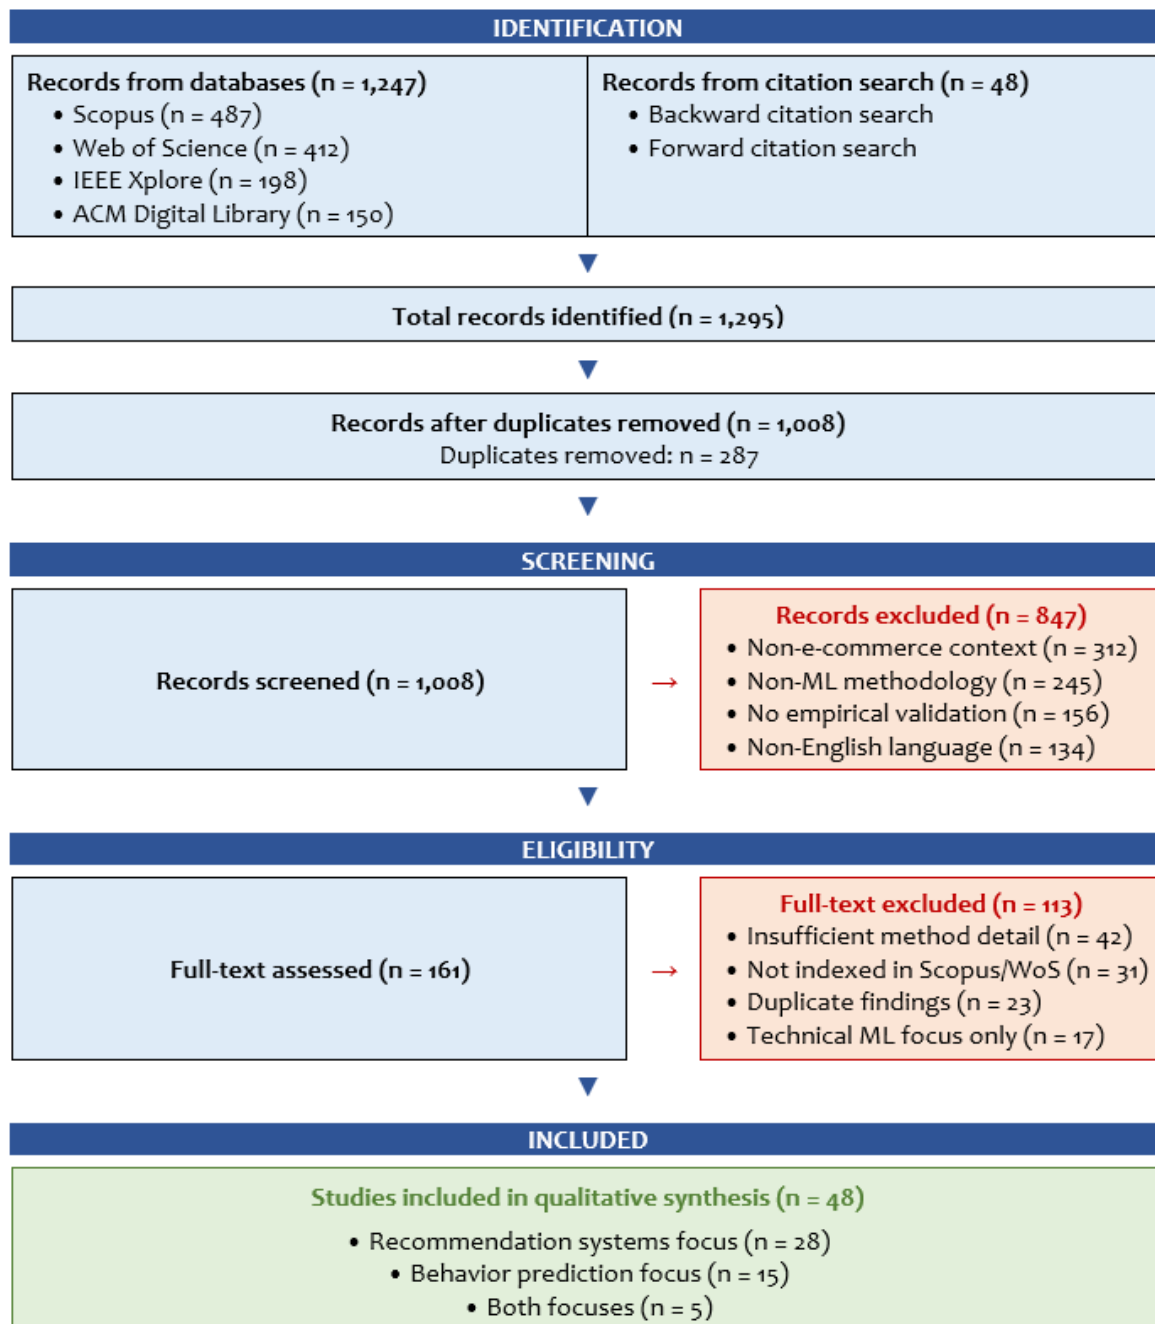 IDENTIFICATION
Records from databases (n = 1,247)
• Scopus (n = 487)
• Web of Science (n = 412)
• IEEE Xplore (n = 198)
• ACM Digital Library (n = 150)
Records from citation search (n = 48)
• Backward citation search
• Forward citation search
Total records identified (n = 1,295)
Records after duplicates removed (n = 1,008)
Duplicates removed: n = 287
SCREENING
Records screened (n = 1,008)
→
Records excluded (n = 847)
• Non-e-commerce context (n = 312)
• Non-ML methodology (n = 245)
• No empirical validation (n = 156)
• Non-English language (n = 134)
ELIGIBILITY
Full-text assessed (n = 161)
→
Full-text excluded (n = 113)
• Insufficient method detail (n = 42)
• Not indexed in Scopus/WoS (n = 31)
• Duplicate findings (n = 23)
• Technical ML focus only (n = 17)
INCLUDED
Studies included in qualitative synthesis (n = 48)
• Recommendation systems focus (n = 28)
• Behavior prediction focus (n = 15)
• Both focuses (n = 5)